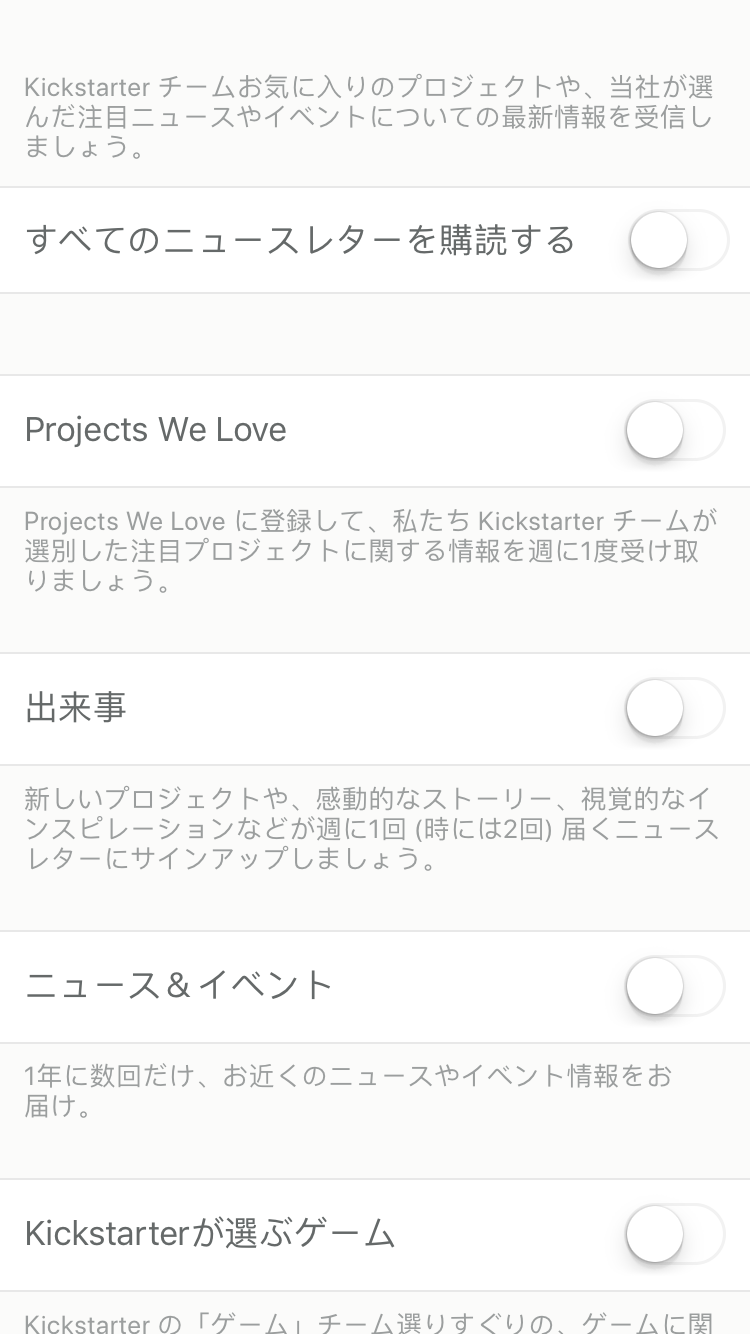 Kickstarter チームお気に入りのプロジェクトや、当社が選
んだ注目ニュースやイベントについての最新情報を受信し
ましょう。
すべてのニュースレターを購読する
Projects We Love
Projects We Love に登録して、私たち Kickstarter チームが
選別した注目プロジェクトに関する情報を週に1度受け取
りましょう。
出来事
新しいプロジェクトや、感動的なストーリー、視覚的なイ
ンスピレーションなどが週に1回 (時には2回) 届くニュース
レターにサインアップしましょう。
ニュース＆イベント
1年に数回だけ、お近くのニュースやイベント情報をお
届け。
Kickstarterが選ぶゲーム
Kickstarter の「ゲーム」チーム選りすぐりの、ゲームに関